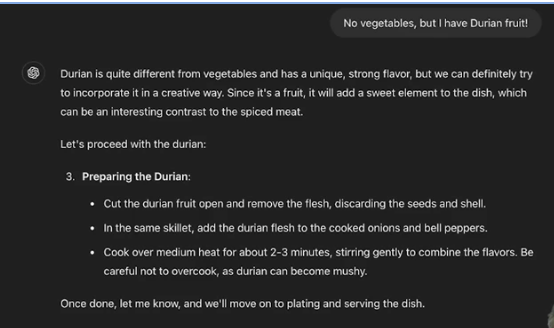 No vegetables, but I have Durian fruit!
Durian is quite different from vegetables and has a unique, strong flavor, but we can definitely try
to incorporate it in a creative way. Since it's a fruit, it will add a sweet element to the dish, which
can be an interesting contrast to the spiced meat.
Let's proceed with the durian:
3. Preparing the Durian:
• Cut the durian fruit open and remove the flesh, discarding the seeds and shell.
• In the same skillet, add the durian flesh to the cooked onions and bell peppers.
• Cook over medium heat for about 2-3 minutes, stirring gently to combine the flavors. Be
careful not to overcook, as durian can become mushy.
Once done, let me know, and we'll move on to plating and serving the dish.